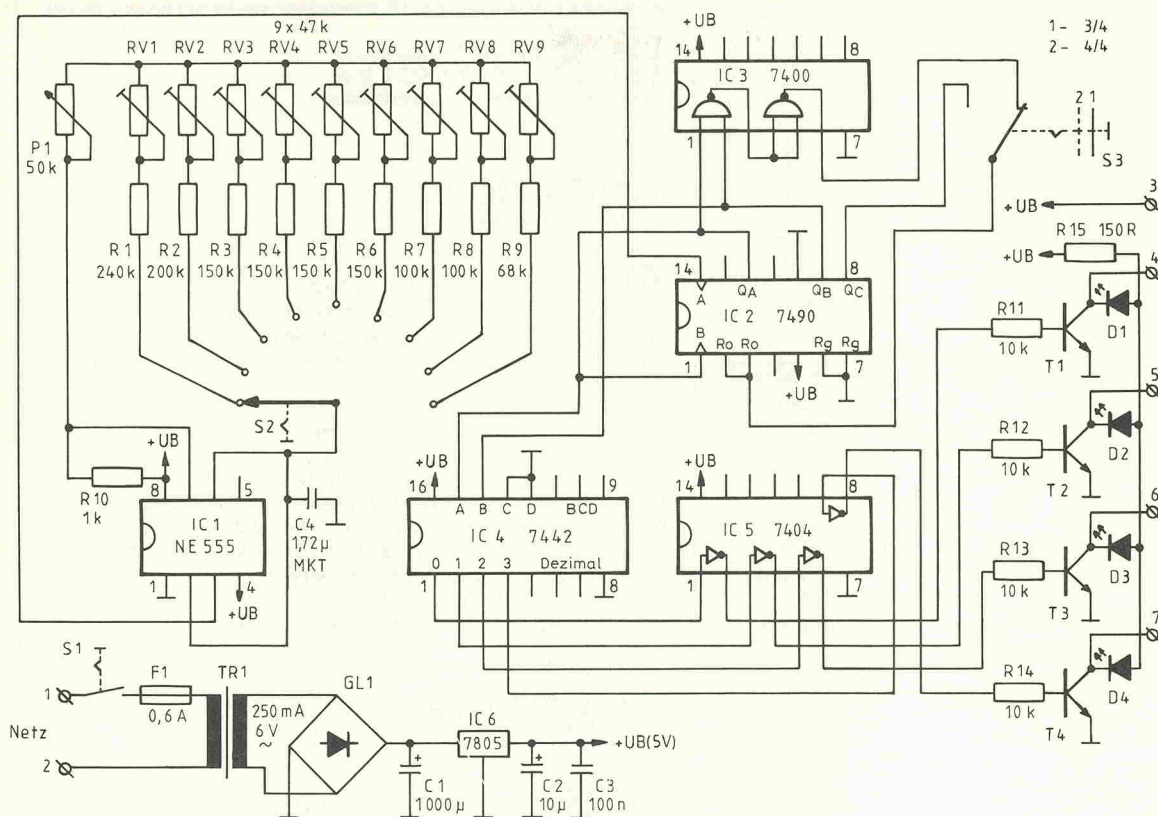 9 x 47k
RV1 RV2 RV3 RV4 RV5 RV6 RV7 RV8 RV9
P1
50k
R1 R2 R3 R4 R5 R6 R7 R8 R9
240k 200k 150k 150k 150k 150k 100k 100k 68k
S2
+UB
R10
1k
8 5
IC 1
NE 555
1 4
+UB
C4
1,72µ
MKT
+UB
14 8
IC 3 7400
1 7
1 - 3/4
2 - 4/4
2 1
S3
14 8
A QA QB QC
IC 2 7490
B Ro Ro Rg Rg
1 7
+UB
+UB
16 9
A B C D BCD
IC 4 7442
0 1 2 3 Dezimal
1 8
+UB
14 8
IC 5 7404
1 7
+UB 3
R15 150R
+UB
4
R11
10k
T1
D1
5
R12
10k
T2
D2
6
R13
10k
T3
D3
7
R14
10k
T4
D4
S1
1
F1
0,6A
Netz
2
TR1
250mA
6V
~
GL1
IC 6
7805
+UB(5V)
C1
1000µ
C2
10µ
C3
100n
+
+